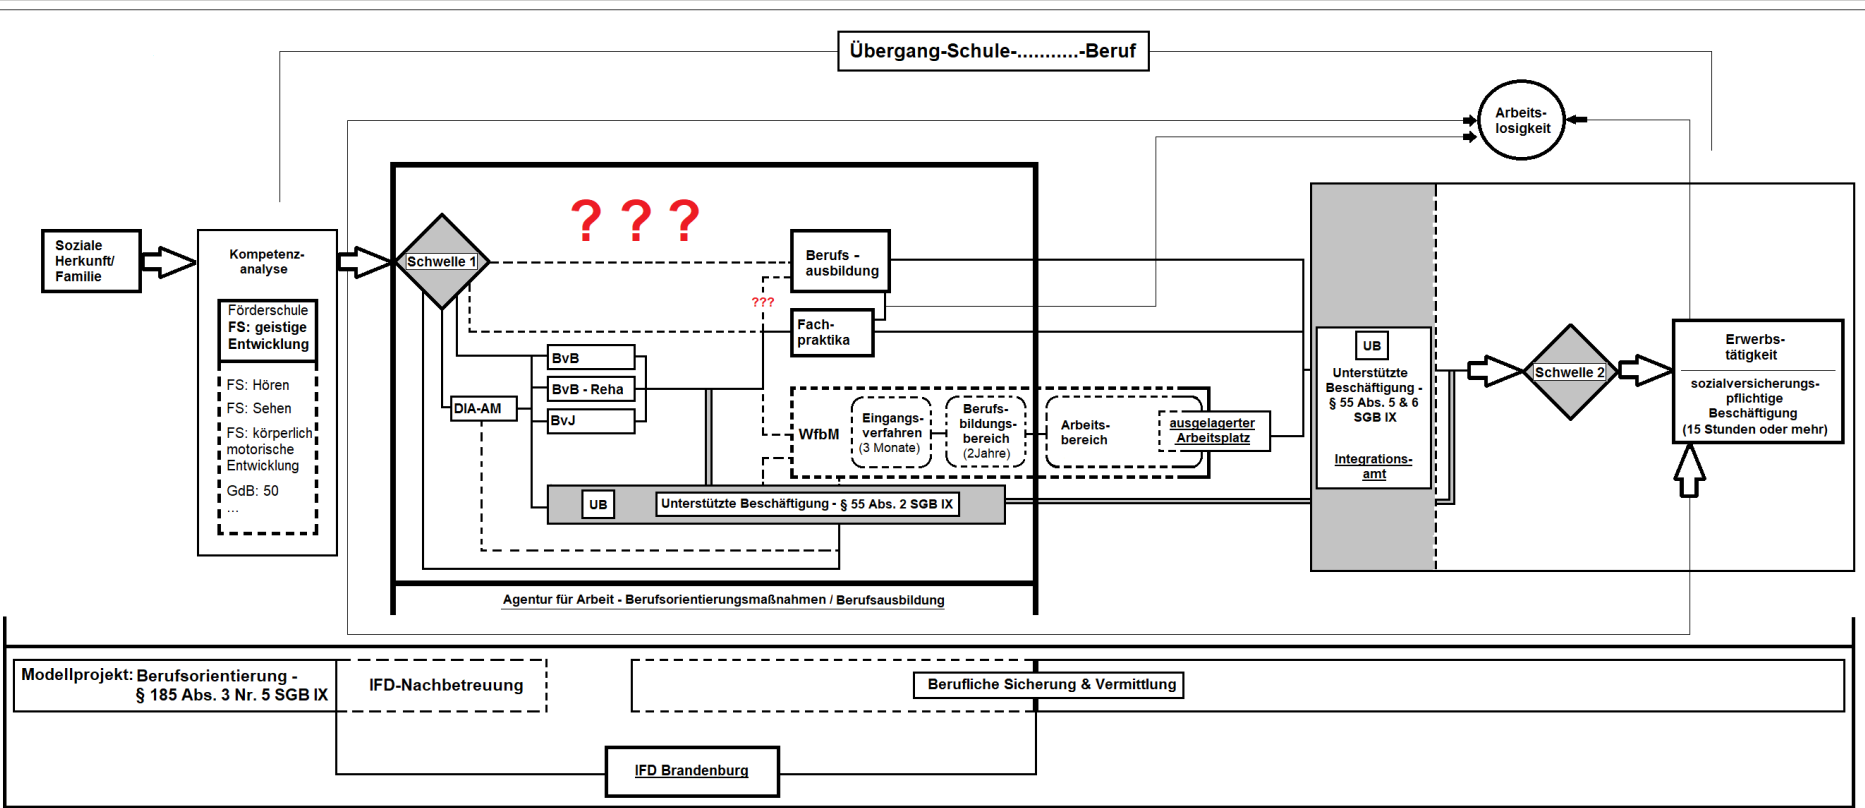 Übergang-Schule-...........-Beruf
Arbeits-
losigkeit
Soziale
Herkunft/
Familie
Kompetenz-
analyse
Förderschule
FS: geistige
Entwicklung
FS: Hören
FS: Sehen
FS: körperlich
motorische
Entwicklung
GdB: 50
...
Schwelle 1
? ? ?
Berufs -
ausbildung
???
Fach-
praktika
BvB
BvB - Reha
BvJ
DIA-AM
WfbM
Eingangs-
verfahren
(3 Monate)
Berufs-
bildungs-
bereich
(2Jahre)
Arbeits-
bereich
ausgelagerter
Arbeitsplatz
UB
Unterstützte Beschäftigung - § 55 Abs. 2 SGB IX
Agentur für Arbeit - Berufsorientierungsmaßnahmen / Berufsausbildung
UB
Unterstützte
Beschäftigung -
§ 55 Abs. 5 & 6
SGB IX
Integrations-
amt
Schwelle 2
Erwerbs-
tätigkeit
sozialversicherungs-
pflichtige
Beschäftigung
(15 Stunden oder mehr)
Modellprojekt: Berufsorientierung -
§ 185 Abs. 3 Nr. 5 SGB IX
IFD-Nachbetreuung
Berufliche Sicherung & Vermittlung
IFD Brandenburg